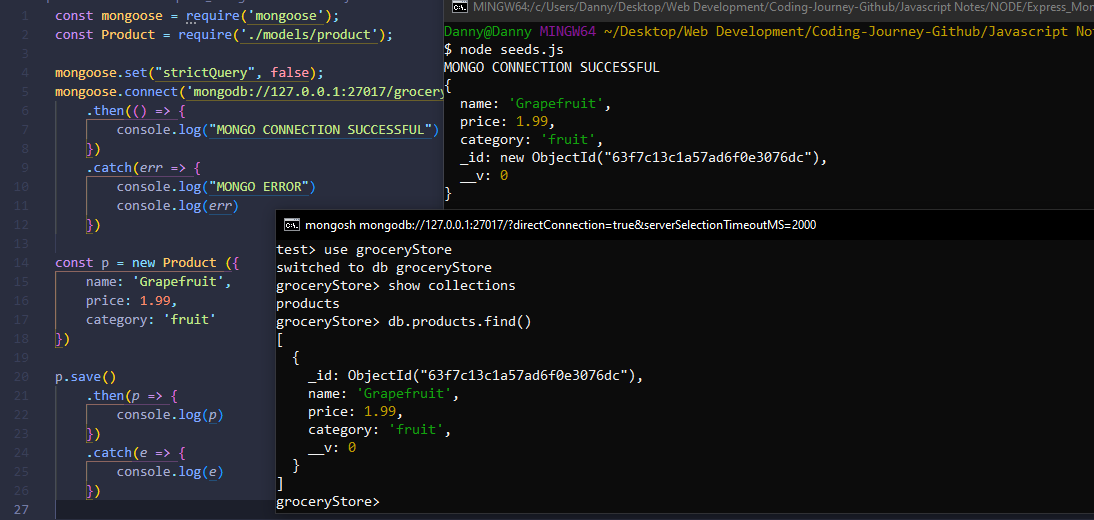 const mongoose = require('mongoose');
const Product = require('./models/product');
mongoose.set("strictQuery", false);
mongoose.connect('mongodb://127.0.0.1:27017/grocery
.then(() => {
console.log("MONGO CONNECTION SUCCESSFUL")
})
.catch(err => {
console.log("MONGO ERROR")
console.log(err)
})
const p = new Product ({
name: 'Grapefruit',
price: 1.99,
category: 'fruit'
})
p.save()
.then(p => {
console.log(p)
})
.catch(e => {
console.log(e)
})
1
2
3
4
5
6
7
8
9
10
11
12
13
14
15
16
17
18
19
20
21
22
23
24
25
26
27
MINGW64:/c/Users/Danny/Desktop/Web Development/Coding-Journey-Github/Javascript Notes/NODE/Express_Mon
Danny@Danny MINGW64 ~/Desktop/Web Development/Coding-Journey-Github/Javascript No
$ node seeds.js
MONGO CONNECTION SUCCESSFUL
{
name: 'Grapefruit',
price: 1.99,
category: 'fruit',
_id: new ObjectId("63f7c13c1a57ad6f0e3076dc"),
__v: 0
}
mongosh mongodb://127.0.0.1:27017/?directConnection=true&serverSelectionTimeoutMS=2000
test> use groceryStore
switched to db groceryStore
groceryStore> show collections
products
groceryStore> db.products.find()
[
{
_id: ObjectId("63f7c13c1a57ad6f0e3076dc"),
name: 'Grapefruit',
price: 1.99,
category: 'fruit',
__v: 0
}
]
groceryStore>